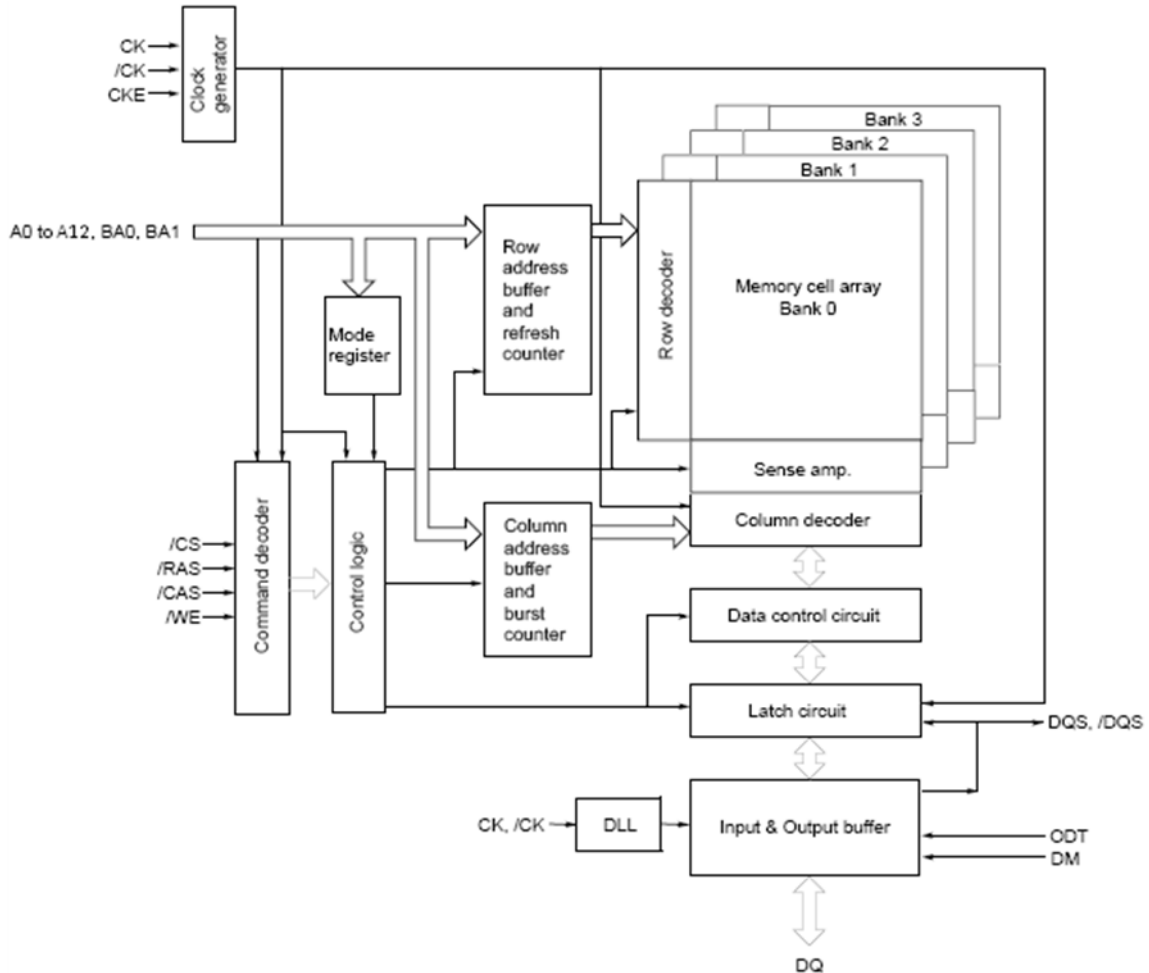 CK
/CK
CKE
Clock
generator
Bank 3
Bank 2
Bank 1
A0 to A12, BA0, BA1
Row
address
buffer
and
refresh
counter
Row decoder
Memory cell array
Bank 0
Mode
register
Sense amp.
Command decoder
Control logic
Column
address
buffer
and
burst
counter
Column decoder
/CS
/RAS
/CAS
/WE
Data control circuit
Latch circuit
DQS, /DQS
CK, /CK
DLL
Input & Output buffer
ODT
DM
DQ